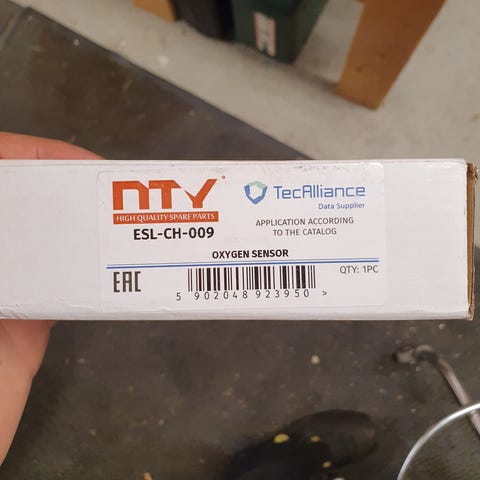 NTY
HIGH QUALITY SPARE PARTS
ESL-CH-009
TecAlliance
Data Supplier
APPLICATION ACCORDING
TO THE CATALOG
OXYGEN SENSOR
EAC
QTY: 1PC
5 902048 923950 >